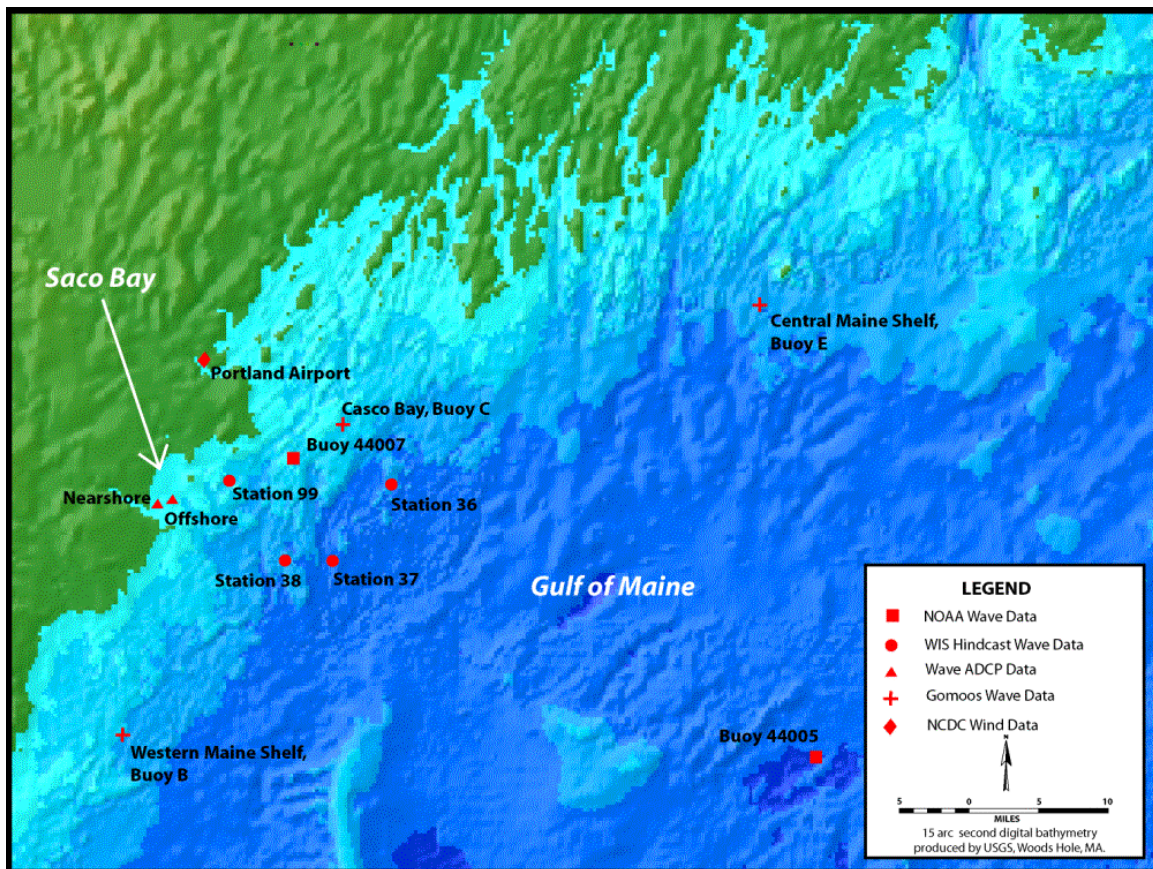 Saco Bay
Portland Airport
Central Maine Shelf,
Buoy E
Casco Bay, Buoy C
Buoy 44007
Nearshore
Offshore
Station 99
Station 36
Station 38
Station 37
Gulf of Maine
Western Maine Shelf,
Buoy B
Buoy 44005
LEGEND
NOAA Wave Data
WIS Hindcast Wave Data
Wave ADCP Data
Gomoos Wave Data
NCDC Wind Data
N
5 0 5 10
MILES
15 arc second digital bathymetry
produced by USGS, Woods Hole, MA.